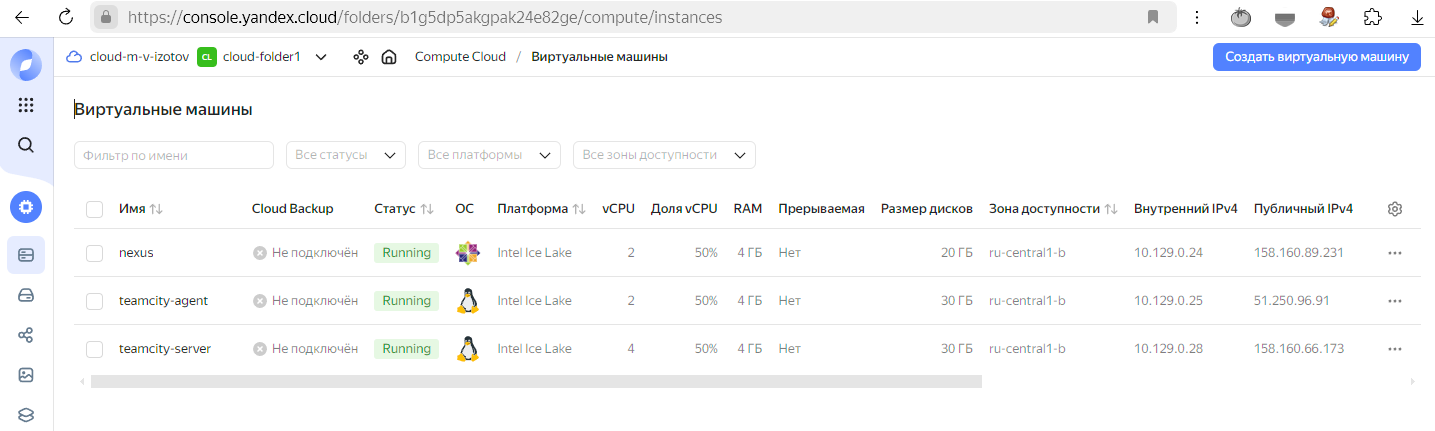 https://console.yandex.cloud/folders/b1g5dp5akgpak24e82ge/compute/instances
cloud-m-v-izotov CL cloud-folder1 Compute Cloud / Виртуальные машины Создать виртуальную машину
Виртуальные машины
Фильтр по имени Все статусы Все платформы Все зоны доступности
Имя Cloud Backup Статус ОС Платформа vCPU Доля vCPU RAM Прерываемая Размер дисков Зона доступности Внутренний IPv4 Публичный IPv4
nexus Не подключён Running Intel Ice Lake 2 50% 4 ГБ Нет 20 ГБ ru-central1-b 10.129.0.24 158.160.89.231
teamcity-agent Не подключён Running Intel Ice Lake 2 50% 4 ГБ Нет 30 ГБ ru-central1-b 10.129.0.25 51.250.96.91
teamcity-server Не подключён Running Intel Ice Lake 4 50% 4 ГБ Нет 30 ГБ ru-central1-b 10.129.0.28 158.160.66.173